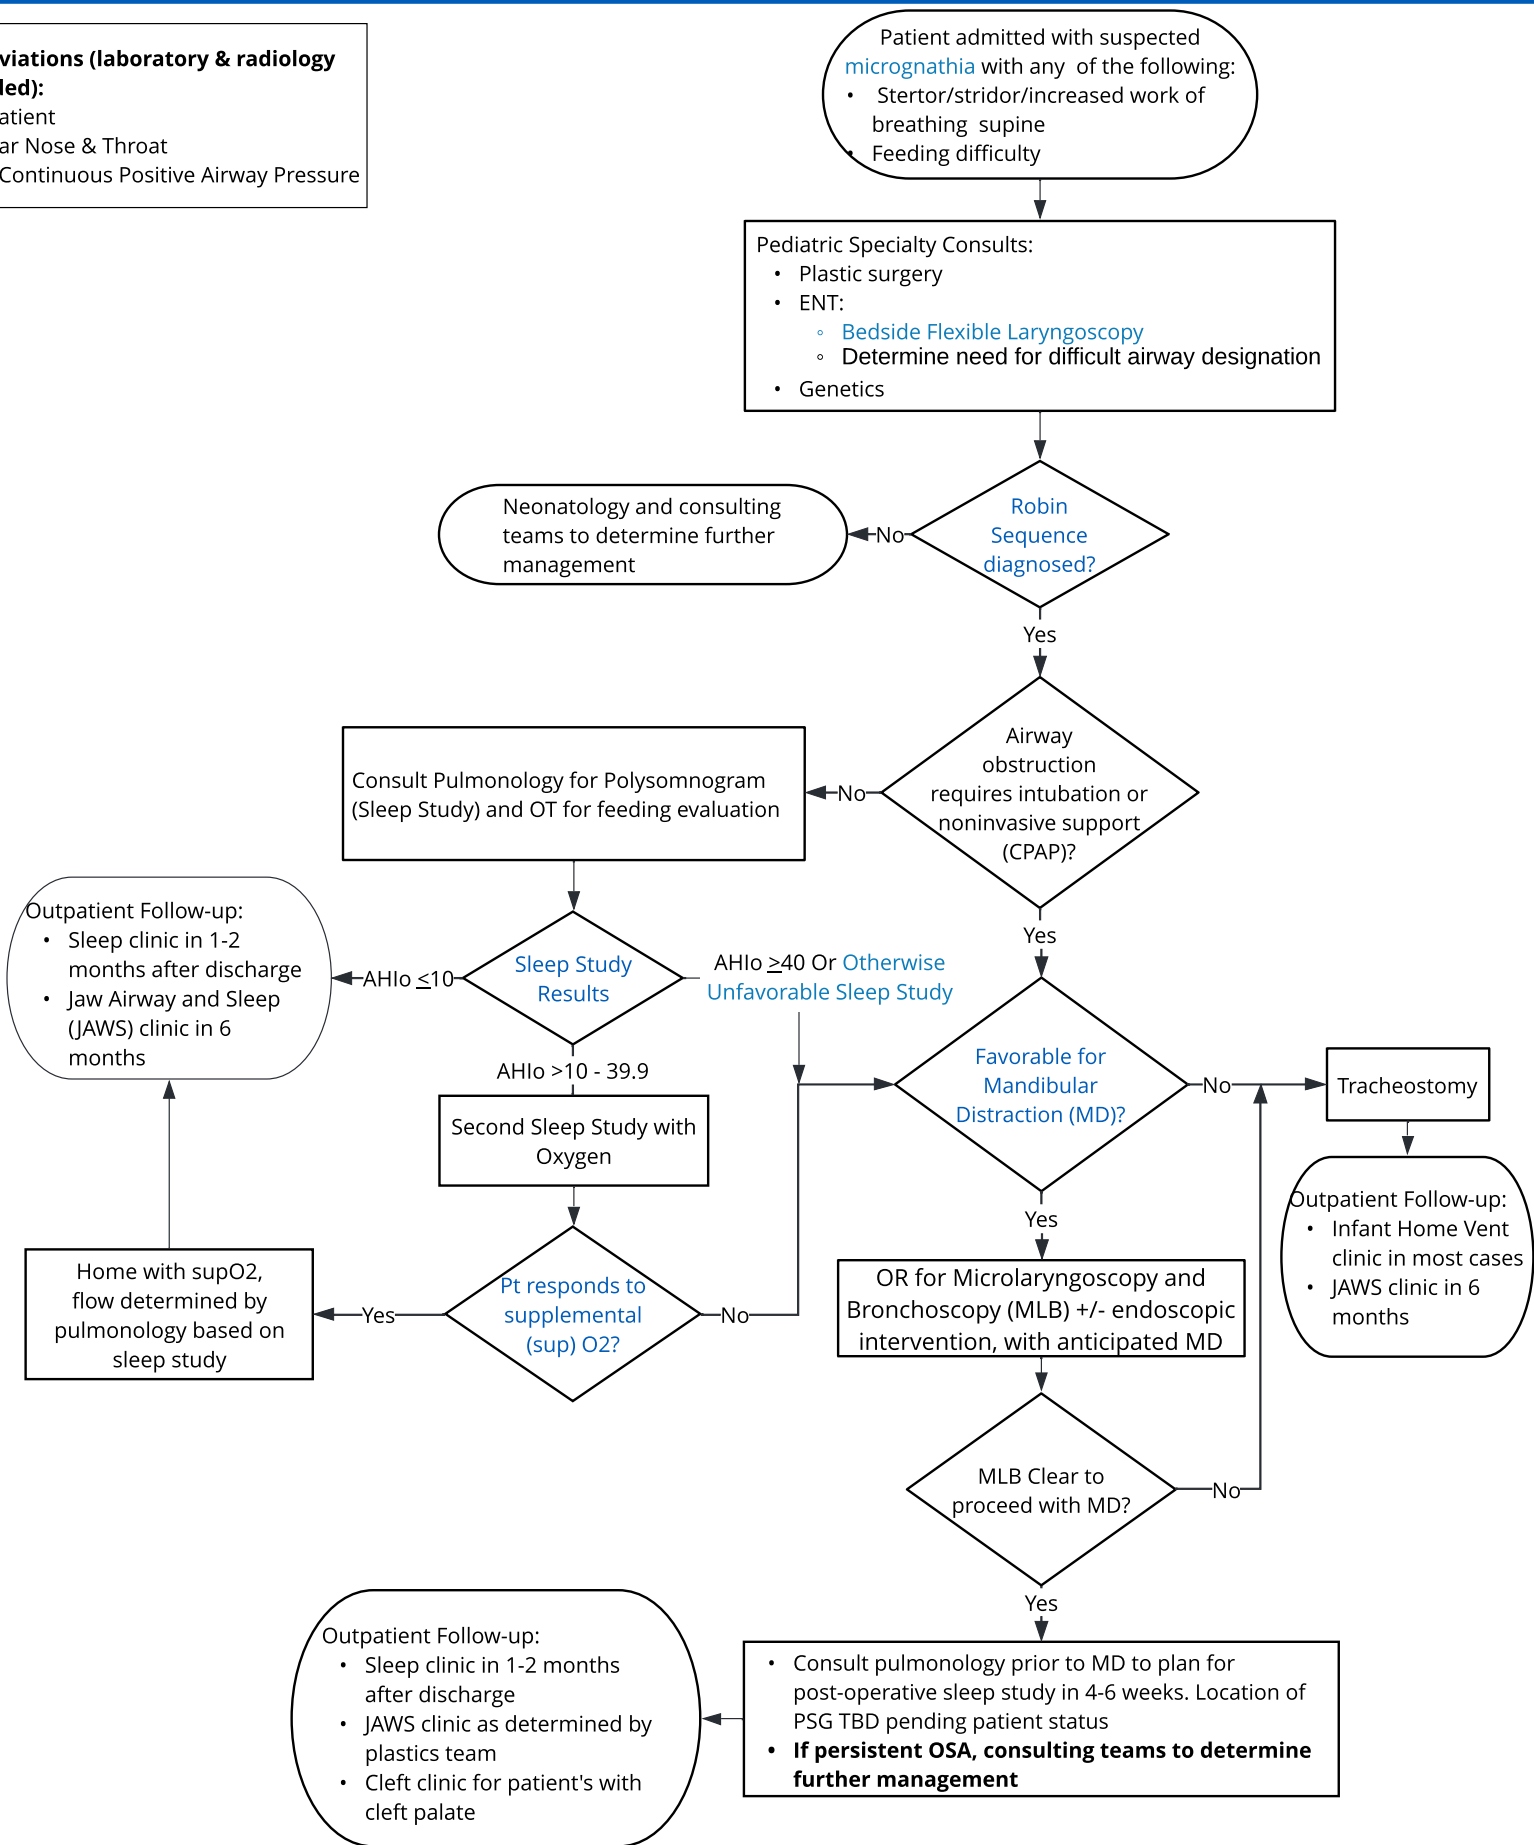 viations (laboratory & radiology
ded):
atient
ar Nose & Throat
Continuous Positive Airway Pressure
Patient admitted with suspected
micrognathia with any of the following:
• Stertor/stridor/increased work of
breathing supine
• Feeding difficulty
Pediatric Specialty Consults:
• Plastic surgery
• ENT:
◦ Bedside Flexible Laryngoscopy
◦ Determine need for difficult airway designation
• Genetics
Robin
Sequence
diagnosed?
No
Neonatology and consulting
teams to determine further
management
Yes
Airway
obstruction
requires intubation or
noninvasive support
(CPAP)?
No
Consult Pulmonology for Polysomnogram
(Sleep Study) and OT for feeding evaluation
Yes
Sleep Study
Results
AHIo ≤10
Outpatient Follow-up:
• Sleep clinic in 1-2
months after discharge
• Jaw Airway and Sleep
(JAWS) clinic in 6
months
AHIo ≥40 Or Otherwise
Unfavorable Sleep Study
AHIo >10 - 39.9
Second Sleep Study with
Oxygen
Pt responds to
supplemental
(sup) O2?
Yes
Home with supO2,
flow determined by
pulmonology based on
sleep study
No
Favorable for
Mandibular
Distraction (MD)?
No
Tracheostomy
Outpatient Follow-up:
• Infant Home Vent
clinic in most cases
• JAWS clinic in 6
months
Yes
OR for Microlaryngoscopy and
Bronchoscopy (MLB) +/- endoscopic
intervention, with anticipated MD
MLB Clear to
proceed with MD?
No
Yes
• Consult pulmonology prior to MD to plan for
post-operative sleep study in 4-6 weeks. Location of
PSG TBD pending patient status
• If persistent OSA, consulting teams to determine
further management
Outpatient Follow-up:
• Sleep clinic in 1-2 months
after discharge
• JAWS clinic as determined by
plastics team
• Cleft clinic for patient's with
cleft palate